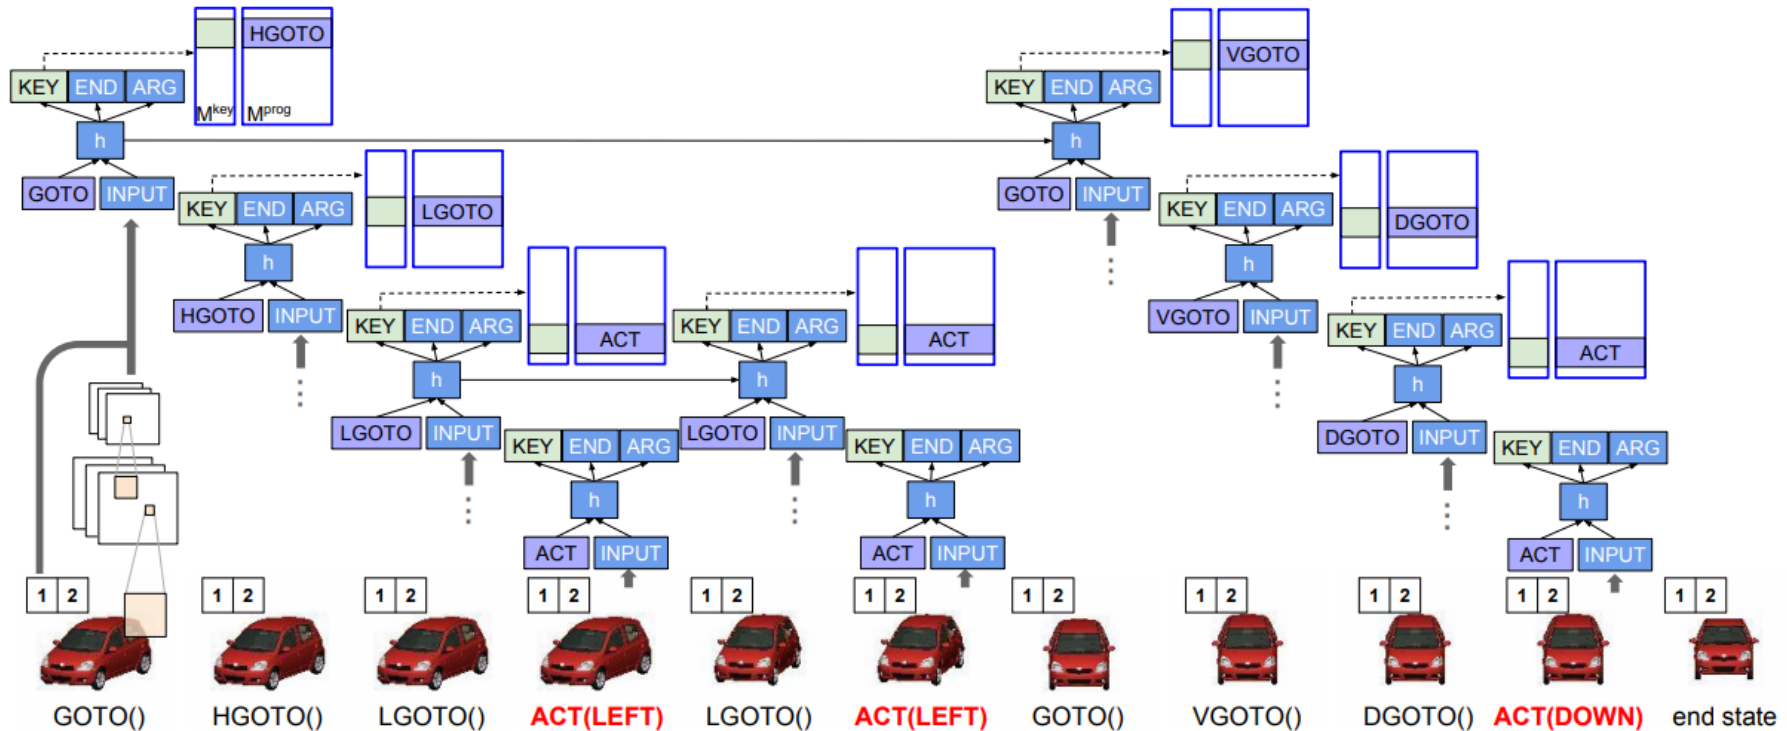 HGOTO
KEY END ARG
M^key M^prog
h
GOTO INPUT
LGOTO
KEY END ARG
h
HGOTO INPUT
ACT
KEY END ARG
h
LGOTO INPUT
KEY END ARG
h
ACT INPUT
ACT
KEY END ARG
h
LGOTO INPUT
KEY END ARG
h
ACT INPUT
VGOTO
KEY END ARG
h
GOTO INPUT
DGOTO
KEY END ARG
h
VGOTO INPUT
ACT
KEY END ARG
h
DGOTO INPUT
KEY END ARG
h
ACT INPUT
1 2
1 2
1 2
1 2
1 2
1 2
1 2
1 2
1 2
1 2
1 2
GOTO() HGOTO() LGOTO() ACT(LEFT) LGOTO() ACT(LEFT) GOTO() VGOTO() DGOTO() ACT(DOWN) end state